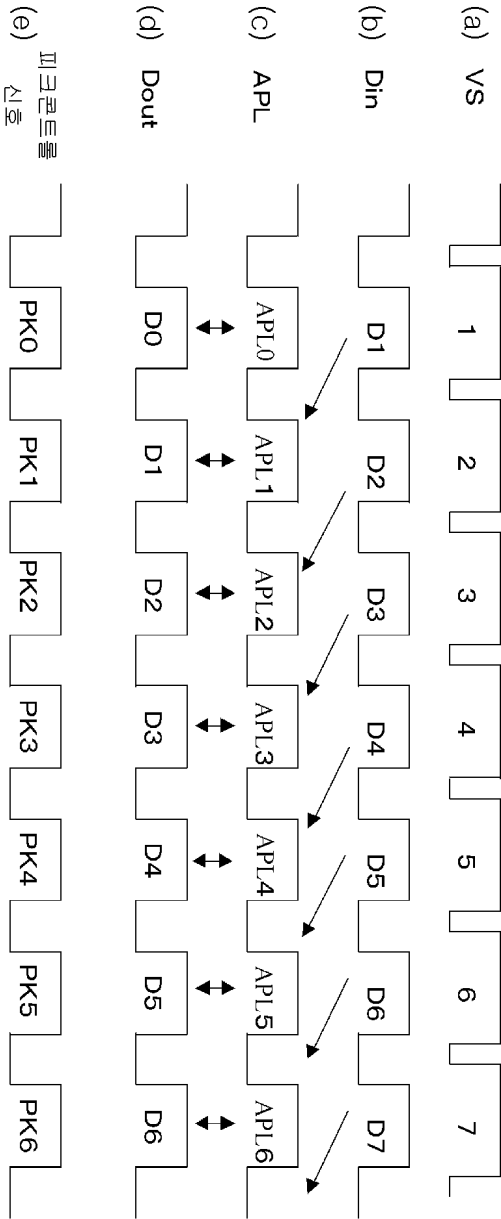 (a) VS 1 2 3 4 5 6 7
(b) Din D1 D2 D3 D4 D5 D6 D7
(c) APL APL0 APL1 APL2 APL3 APL4 APL5 APL6
(d) Dout D0 D1 D2 D3 D4 D5 D6
(e) 피크콘트롤
신호 PK0 PK1 PK2 PK3 PK4 PK5 PK6